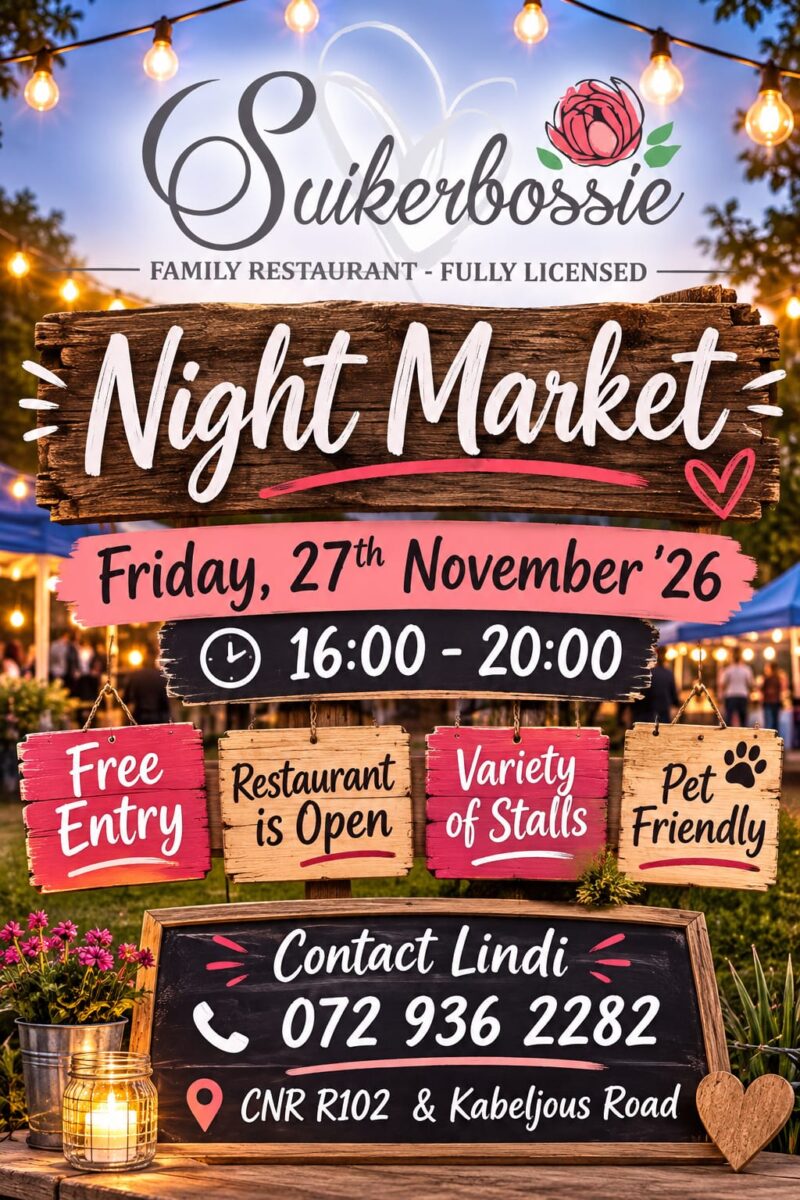 Suikerbossie
FAMILY RESTAURANT - FULLY LICENSED
Night Market
Friday, 27th November '26
16:00 - 20:00
Free
Entry
Restaurant
is Open
Variety
of Stalls
Pet
Friendly
Contact Lindi
072 936 2282
CNR R102 & Kabeljous Road